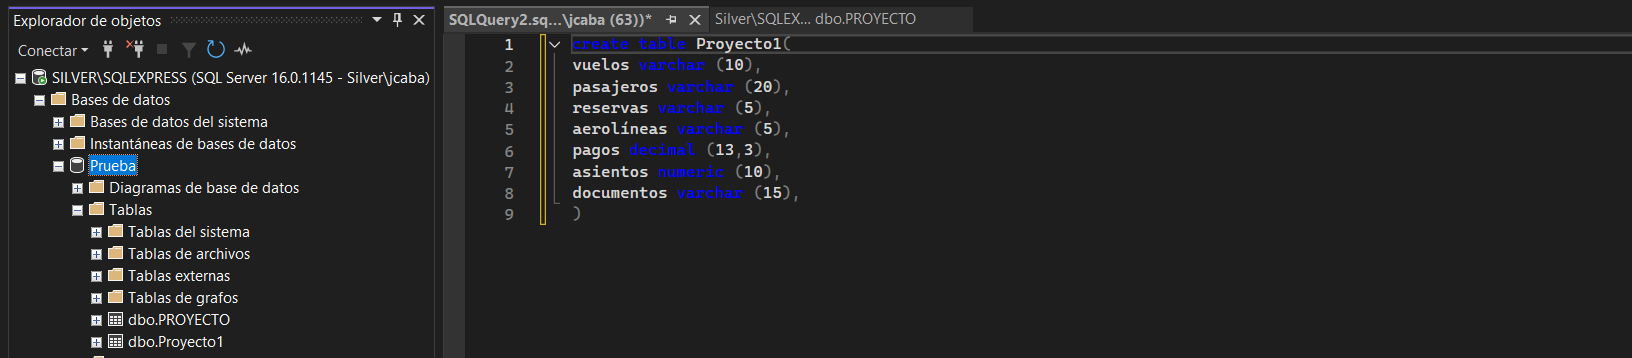 Explorador de objetos
Conectar
SILVER\SQLEXPRESS (SQL Server 16.0.1145 - Silver\jcaba)
Bases de datos
Bases de datos del sistema
Instantáneas de bases de datos
Prueba
Diagramas de base de datos
Tablas
Tablas del sistema
Tablas de archivos
Tablas externas
Tablas de grafos
dbo.PROYECTO
dbo.Proyecto1
SQLQuery2.sq...\jcaba (63))*
Silver\SQLEX... dbo.PROYECTO
1 create table Proyecto1(
2 vuelos varchar (10),
3 pasajeros varchar (20),
4 reservas varchar (5),
5 aerolíneas varchar (5),
6 pagos decimal (13,3),
7 asientos numeric (10),
8 documentos varchar (15),
9 )